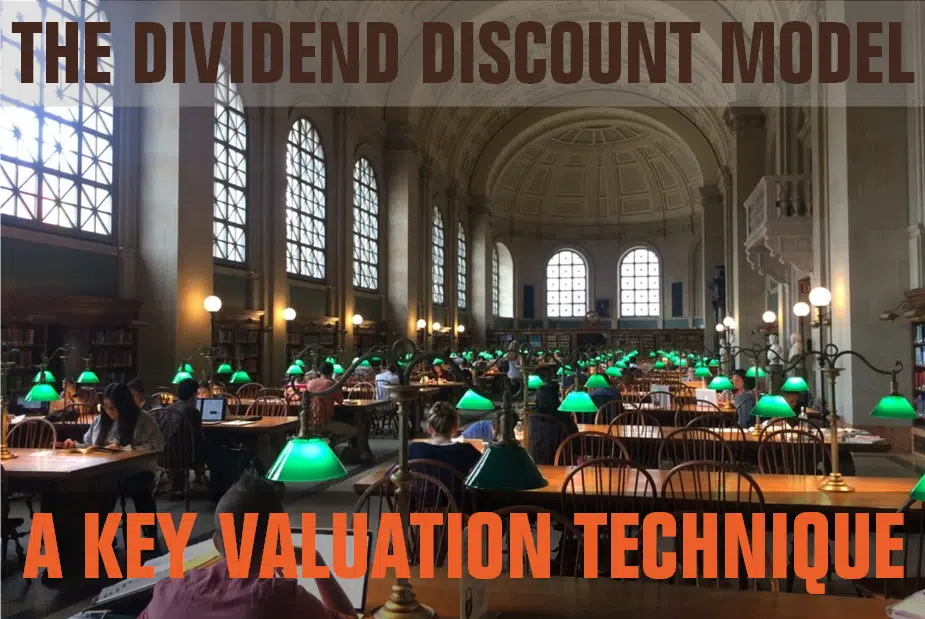 THE DIVIDEND DISCOUNT MODEL
A KEY VALUATION TECHNIQUE